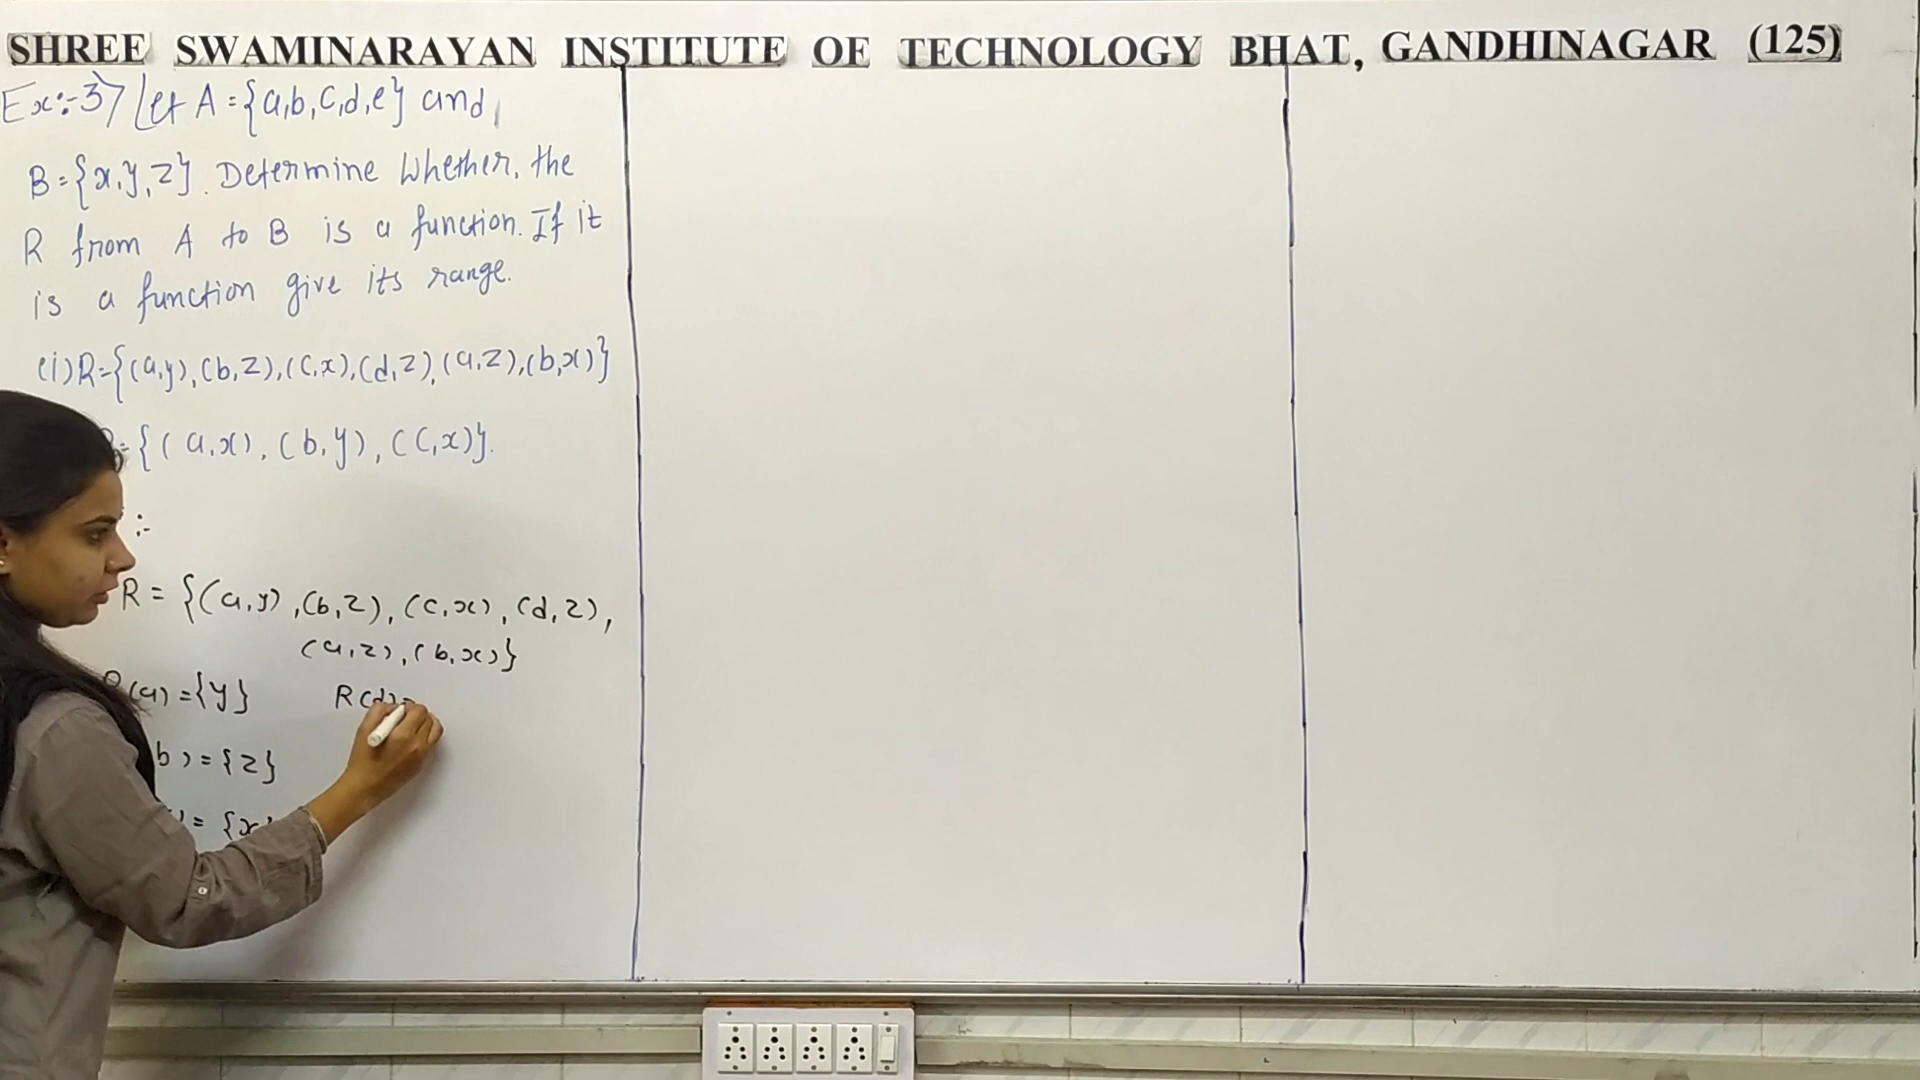 SHREE SWAMINARAYAN INSTITUTE OF TECHNOLOGY BHAT, GANDHINAGAR (125)
Ex:-3> Let A={a,b,c,d,e} and
B={x,y,z}. Determine whether, the
R from A to B is a function. If it
is a function give its range.
(i) R={(a,y),(b,z),(c,x),(d,z),(a,z),(b,x)}
={(a,x),(b,y),(c,x)}.
:-
R = {(a,y),(b,z),(c,x),(d,z),
(a,z),(b,x)}
R(a)={y} R(d)=
b)={z}
)={x